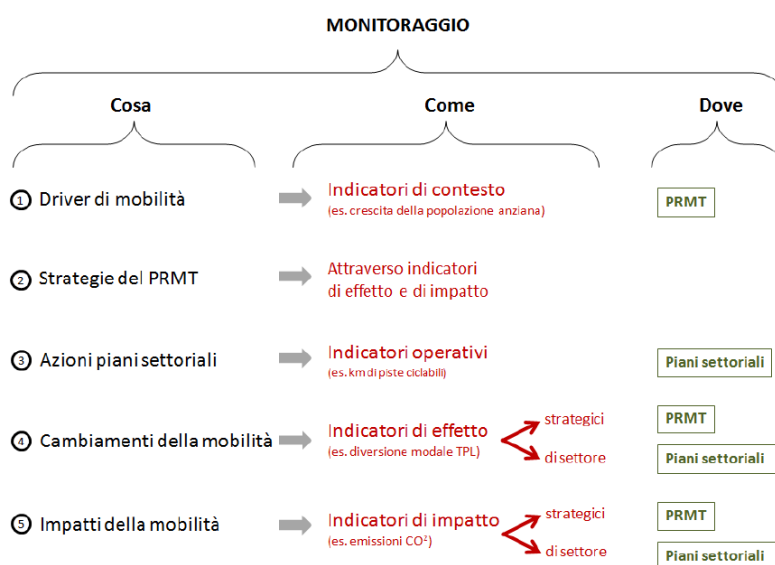 MONITORAGGIO
Cosa Come Dove
1 Driver di mobilità Indicatori di contesto PRMT
(es. crescita della popolazione anziana)
2 Strategie del PRMT Attraverso indicatori
di effetto e di impatto
3 Azioni piani settoriali Indicatori operativi Piani settoriali
(es. km di piste ciclabili)
strategici PRMT
4 Cambiamenti della mobilità Indicatori di effetto
(es. diversione modale TPL)
di settore Piani settoriali
strategici PRMT
5 Impatti della mobilità Indicatori di impatto
(es. emissioni CO²)
di settore Piani settoriali